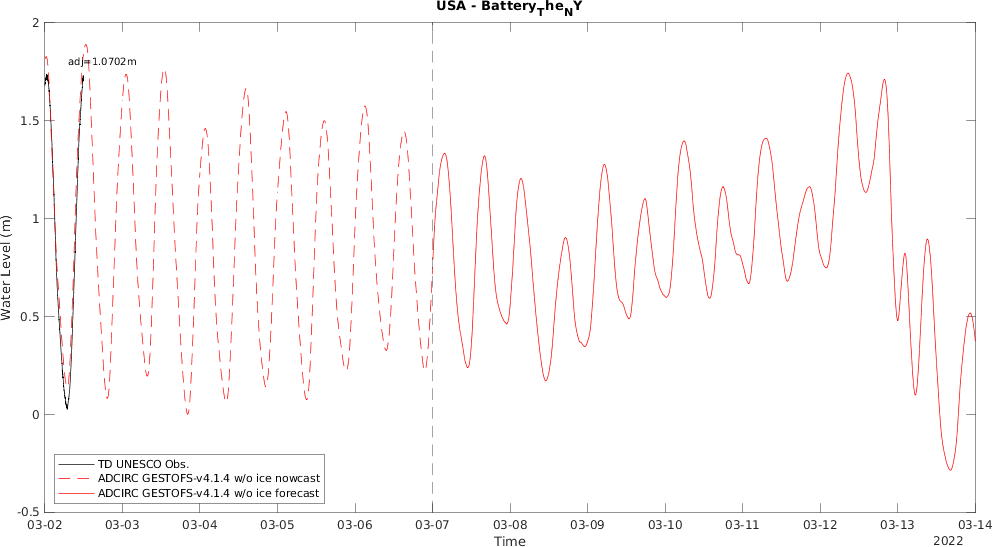 USA - BatteryTheNY
adj=1.0702m
2
1.5
1
0.5
0
-0.5
Water Level (m)
TD UNESCO Obs.
ADCIRC GESTOFS-v4.1.4 w/o ice nowcast
ADCIRC GESTOFS-v4.1.4 w/o ice forecast
03-02 03-03 03-04 03-05 03-06 03-07 03-08 03-09 03-10 03-11 03-12 03-13 03-14
Time
2022